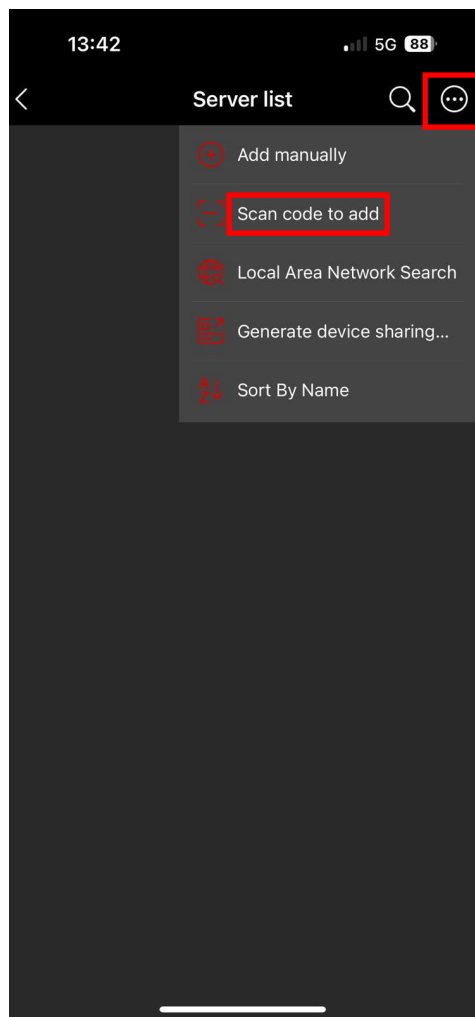 13:42
5G 88
Server list
Add manually
Scan code to add
Local Area Network Search
Generate device sharing...
Sort By Name